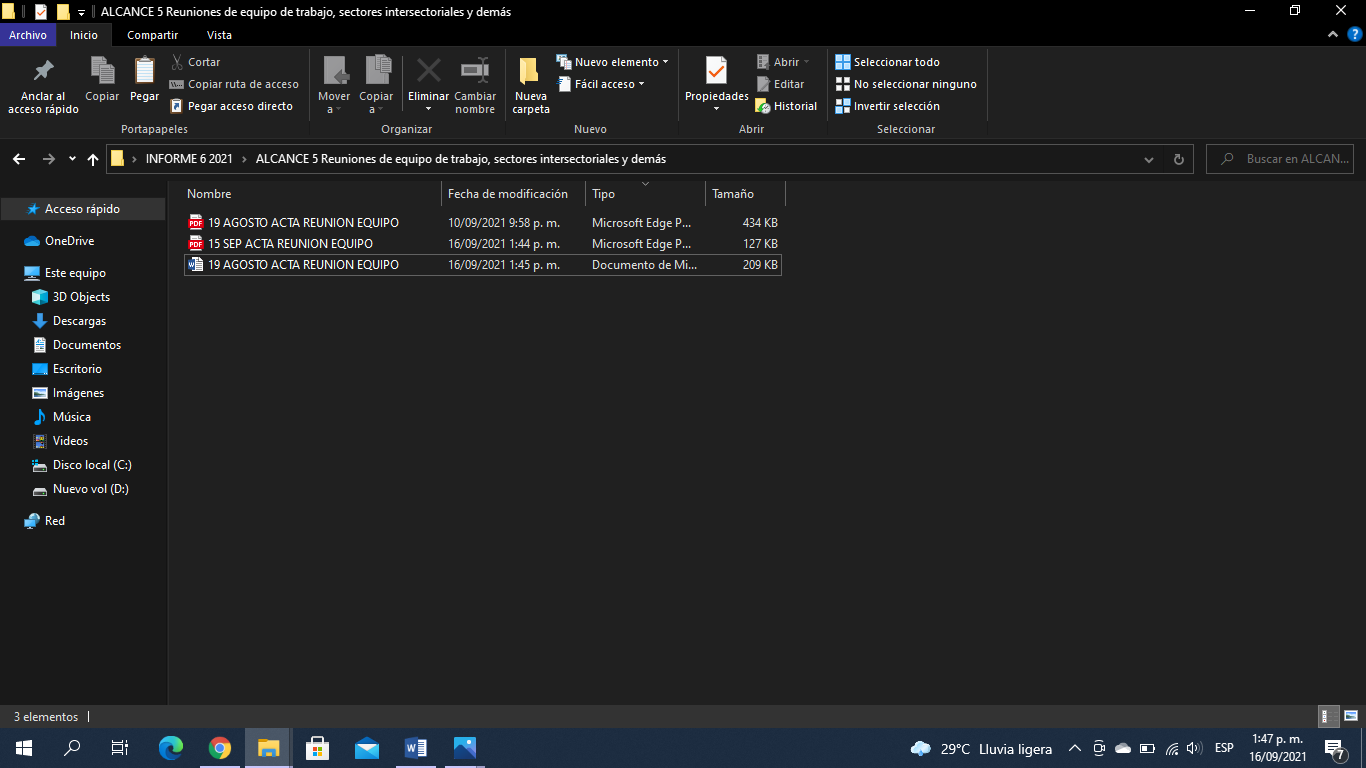 ALCANCE 5 Reuniones de equipo de trabajo, sectores intersectoriales y demás
Archivo Inicio Compartir Vista
Anclar al acceso rápido
Copiar
Pegar
Cortar
Copiar ruta de acceso
Pegar acceso directo
Portapapeles
Mover a
Copiar a
Eliminar
Cambiar nombre
Organizar
Nueva carpeta
Nuevo elemento
Fácil acceso
Nuevo
Propiedades
Abrir
Editar
Historial
Abrir
Seleccionar todo
No seleccionar ninguno
Invertir selección
Seleccionar
INFORME 6 2021 > ALCANCE 5 Reuniones de equipo de trabajo, sectores intersectoriales y demás
Buscar en ALCAN...
Nombre Fecha de modificación Tipo Tamaño
PDF 19 AGOSTO ACTA REUNION EQUIPO 10/09/2021 9:58 p. m. Microsoft Edge P... 434 KB
PDF 15 SEP ACTA REUNION EQUIPO 16/09/2021 1:44 p. m. Microsoft Edge P... 127 KB
19 AGOSTO ACTA REUNION EQUIPO 16/09/2021 1:45 p. m. Documento de Mi... 209 KB
Acceso rápido
OneDrive
Este equipo
3D Objects
Descargas
Documentos
Escritorio
Imágenes
Música
Videos
Disco local (C:)
Nuevo vol (D:)
Red
3 elementos
29°C Lluvia ligera ESP
1:47 p. m.
16/09/2021
7